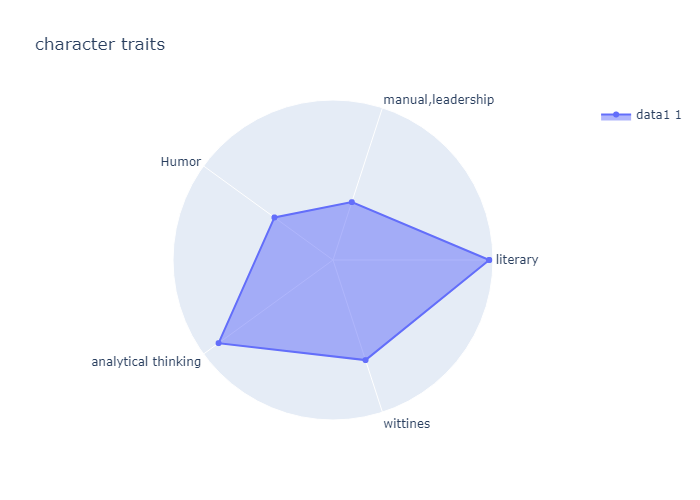 character traits
manual,leadership
data1 1
Humor
literary
analytical thinking
wittines